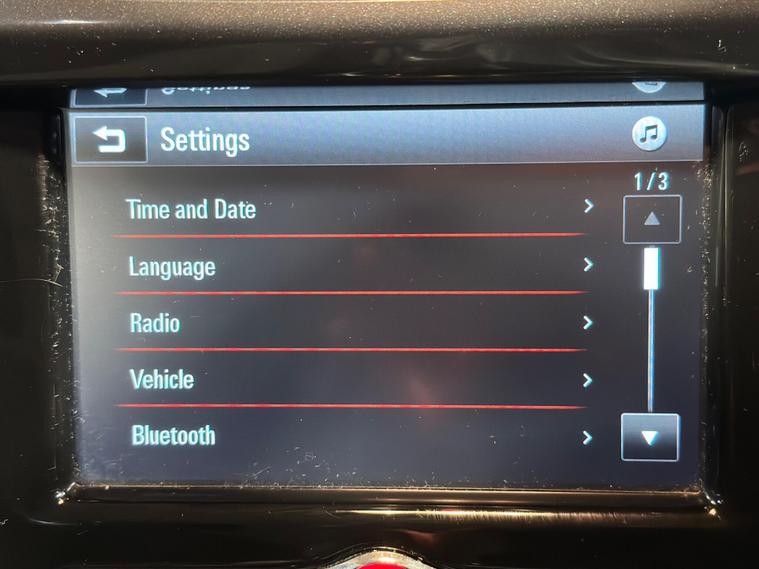 Settings
1/3
Time and Date
Language
Radio
Vehicle
Bluetooth